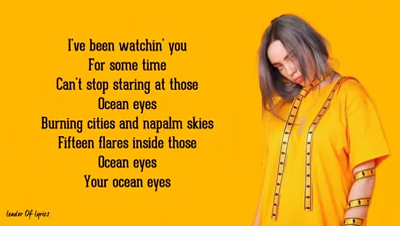 I've been watchin' you
For some time
Can't stop staring at those
Ocean eyes
Burning cities and napalm skies
Fifteen flares inside those
Ocean eyes
Your ocean eyes
Leader Of Lyrics